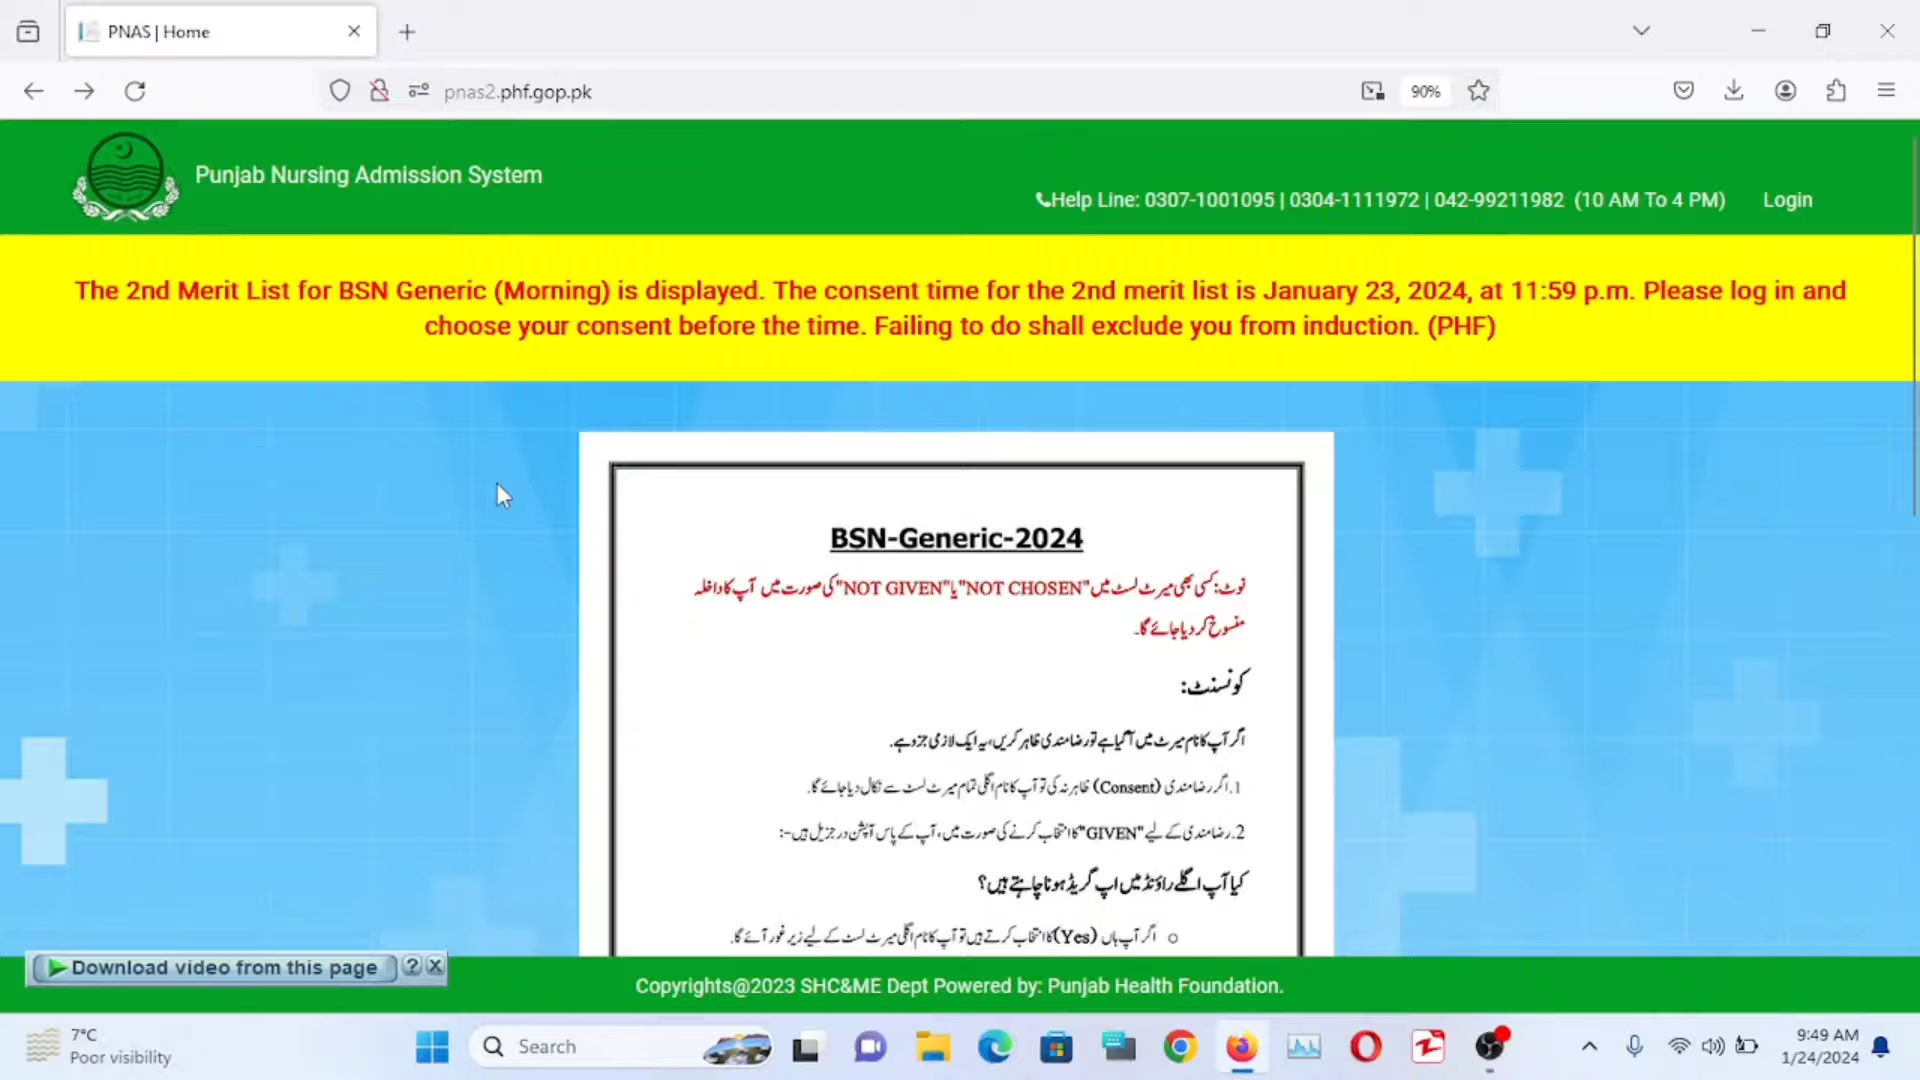 PNAS | Home
pnas2.phf.gop.pk
90%
Punjab Nursing Admission System
Help Line: 0307-1001095 | 0304-1111972 | 042-99211982 (10 AM To 4 PM)
Login
The 2nd Merit List for BSN Generic (Morning) is displayed. The consent time for the 2nd merit list is January 23, 2024, at 11:59 p.m. Please log in and
choose your consent before the time. Failing to do shall exclude you from induction. (PHF)
BSN-Generic-2024
نوٹ: کسی بھی میرٹ لسٹ میں "NOT CHOSEN" یا "NOT GIVEN" کی صورت میں آپ کا داخلہ
منسوخ کر دیا جائے گا۔
کونسنٹ:
اگر آپ کا نام میرٹ میں آ گیا ہے تو رضا مندی ظاہر کریں، یہ ایک لازمی جزو ہے۔
1. اگر رضا مندی (Consent) ظاہر نہ کی تو آپ کا نام اگلی تمام میرٹ لسٹ سے نکال دیا جائے گا۔
2. رضا مندی کے لیے "GIVEN" کا انتخاب کرنے کی صورت میں، آپ کے پاس آپشن درجزیل ہیں:-
کیا آپ اگلے راؤنڈ میں اپ گریڈ ہونا چاہتے ہیں؟
o اگر آپ ہاں (Yes) کا انتخاب کرتے ہیں تو آپ کا نام اگلی میرٹ لسٹ کے لیے زیر غور آئے گا۔
Download video from this page ? X
Copyrights@2023 SHC&ME Dept Powered by: Punjab Health Foundation.
7°C
Poor visibility
Search
9:49 AM
1/24/2024